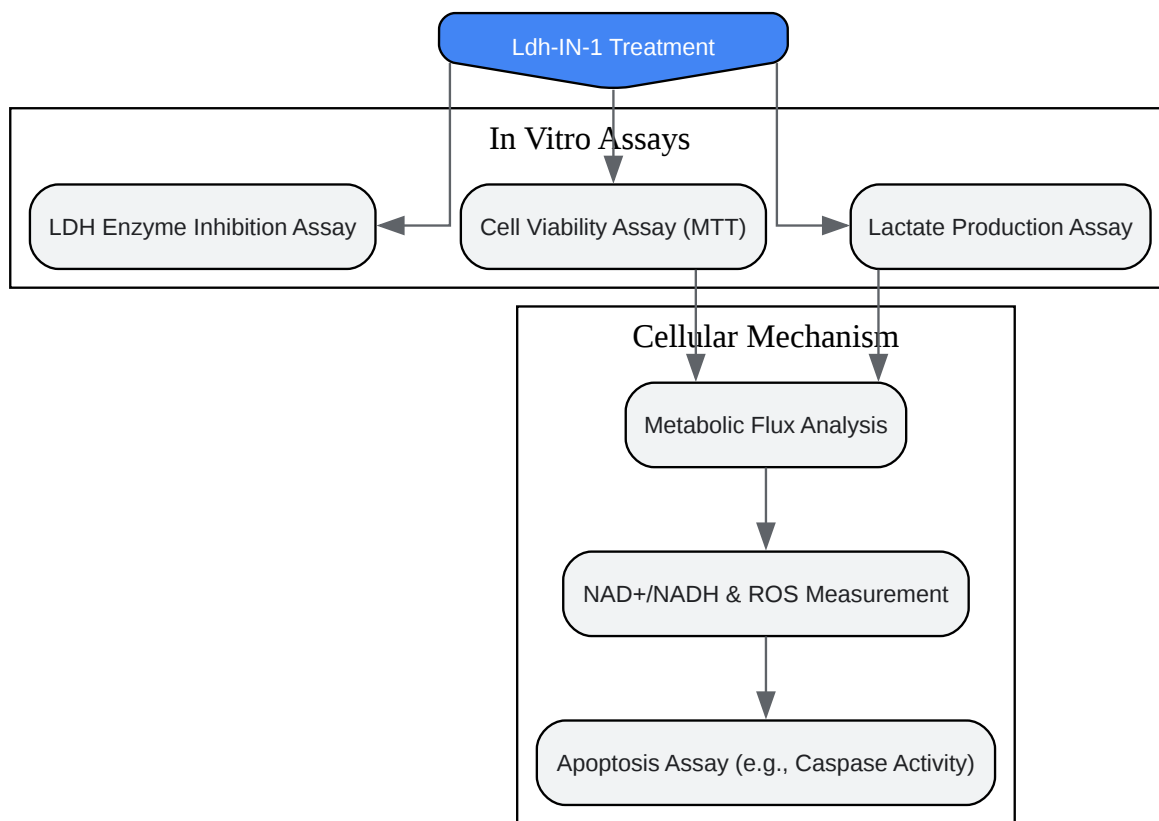 Ldh-IN-1 Treatment
In Vitro Assays
LDH Enzyme Inhibition Assay
Cell Viability Assay (MTT)
Lactate Production Assay
Cellular Mechanism
Metabolic Flux Analysis
NAD+/NADH & ROS Measurement
Apoptosis Assay (e.g., Caspase Activity)